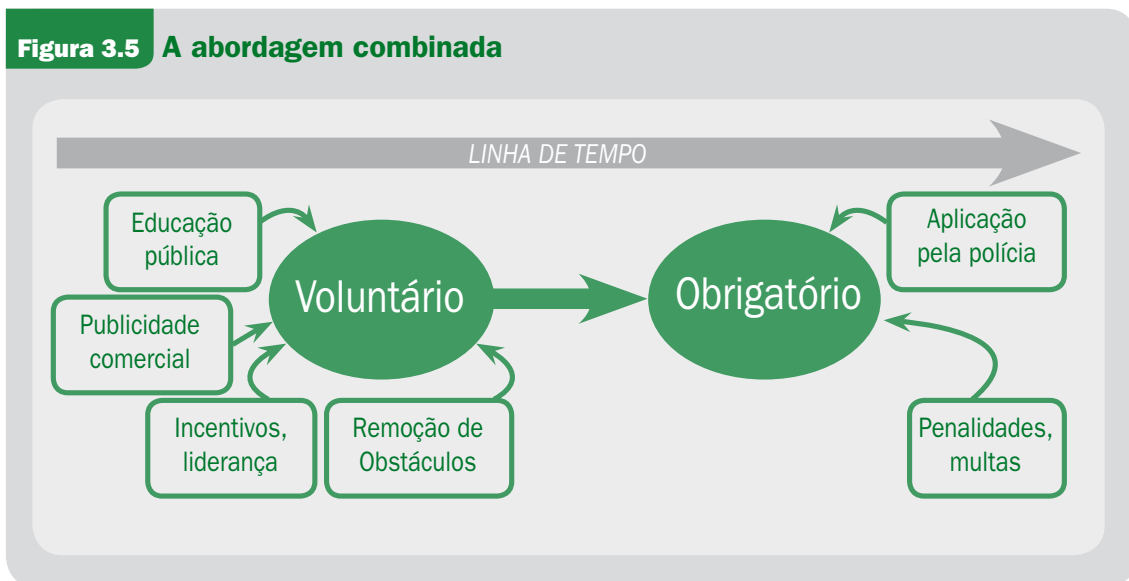 Figura 3.5 A abordagem combinada
LINHA DE TEMPO
Educação
pública
Publicidade
comercial
Incentivos,
liderança
Remoção de
Obstáculos
Voluntário
Obrigatório
Aplicação
pela polícia
Penalidades,
multas